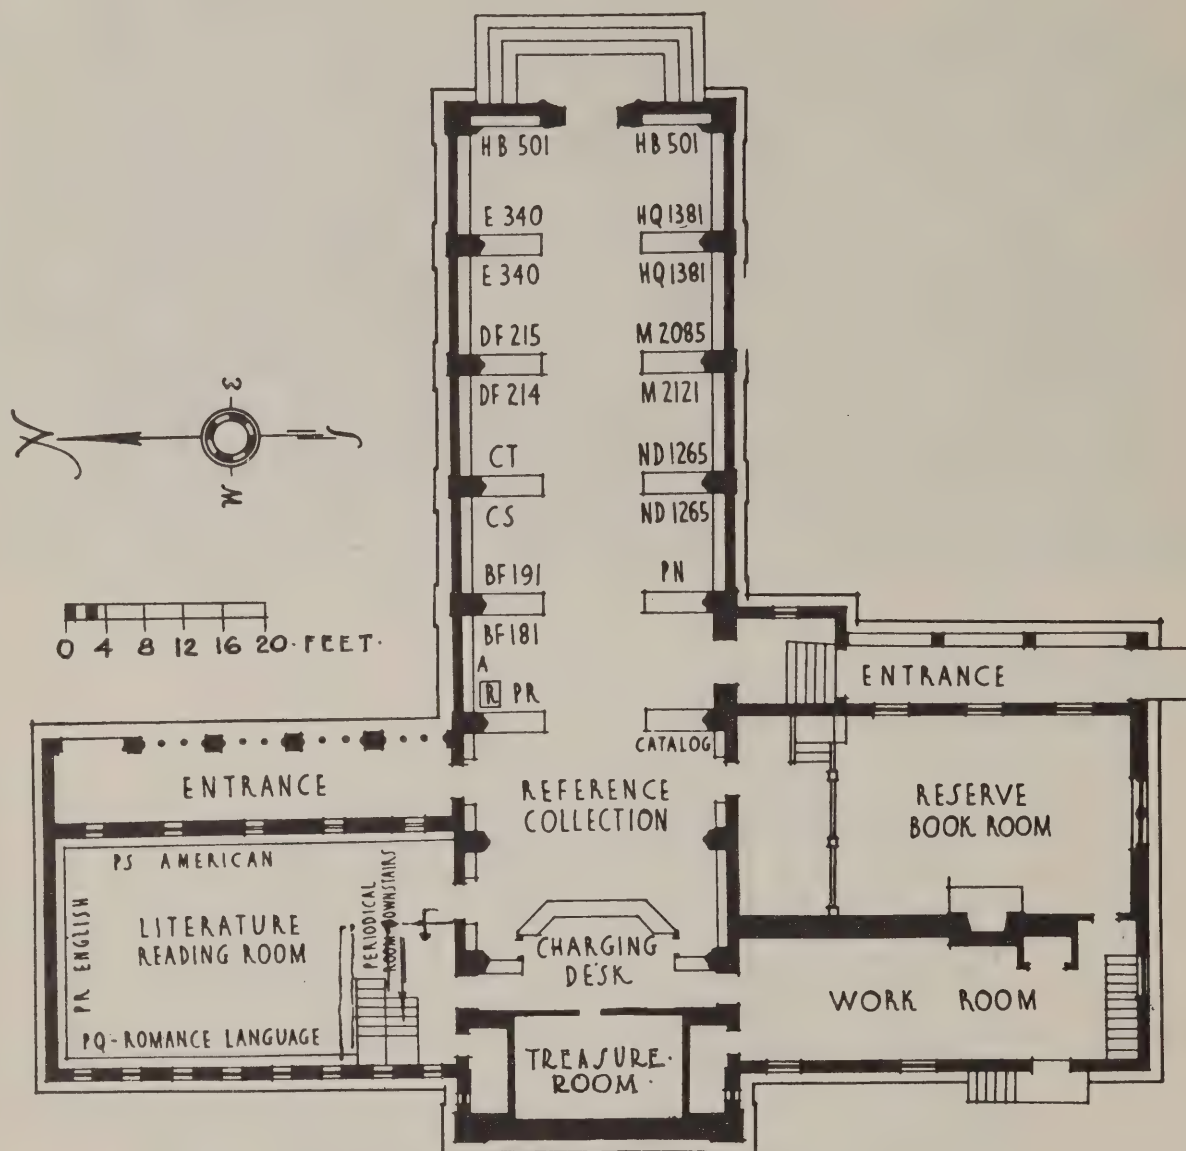 HB 501 HB 501
E 340 HQ 1381
E 340 HQ 1381
DF 215 M 2085
DF 214 M 2121
CT ND 1265
CS ND 1265
BF 191 PN
BF 181
A
R PR
CATALOG
N
E
S
W
0 4 8 12 16 20·FEET·
ENTRANCE
ENTRANCE
REFERENCE
COLLECTION
RESERVE
BOOK ROOM
PS AMERICAN
PR ENGLISH
LITERATURE
READING ROOM
PERIODICAL
ROOM DOWNSTAIRS
PQ-ROMANCE LANGUAGE
CHARGING
DESK
WORK ROOM
TREASURE·
ROOM·